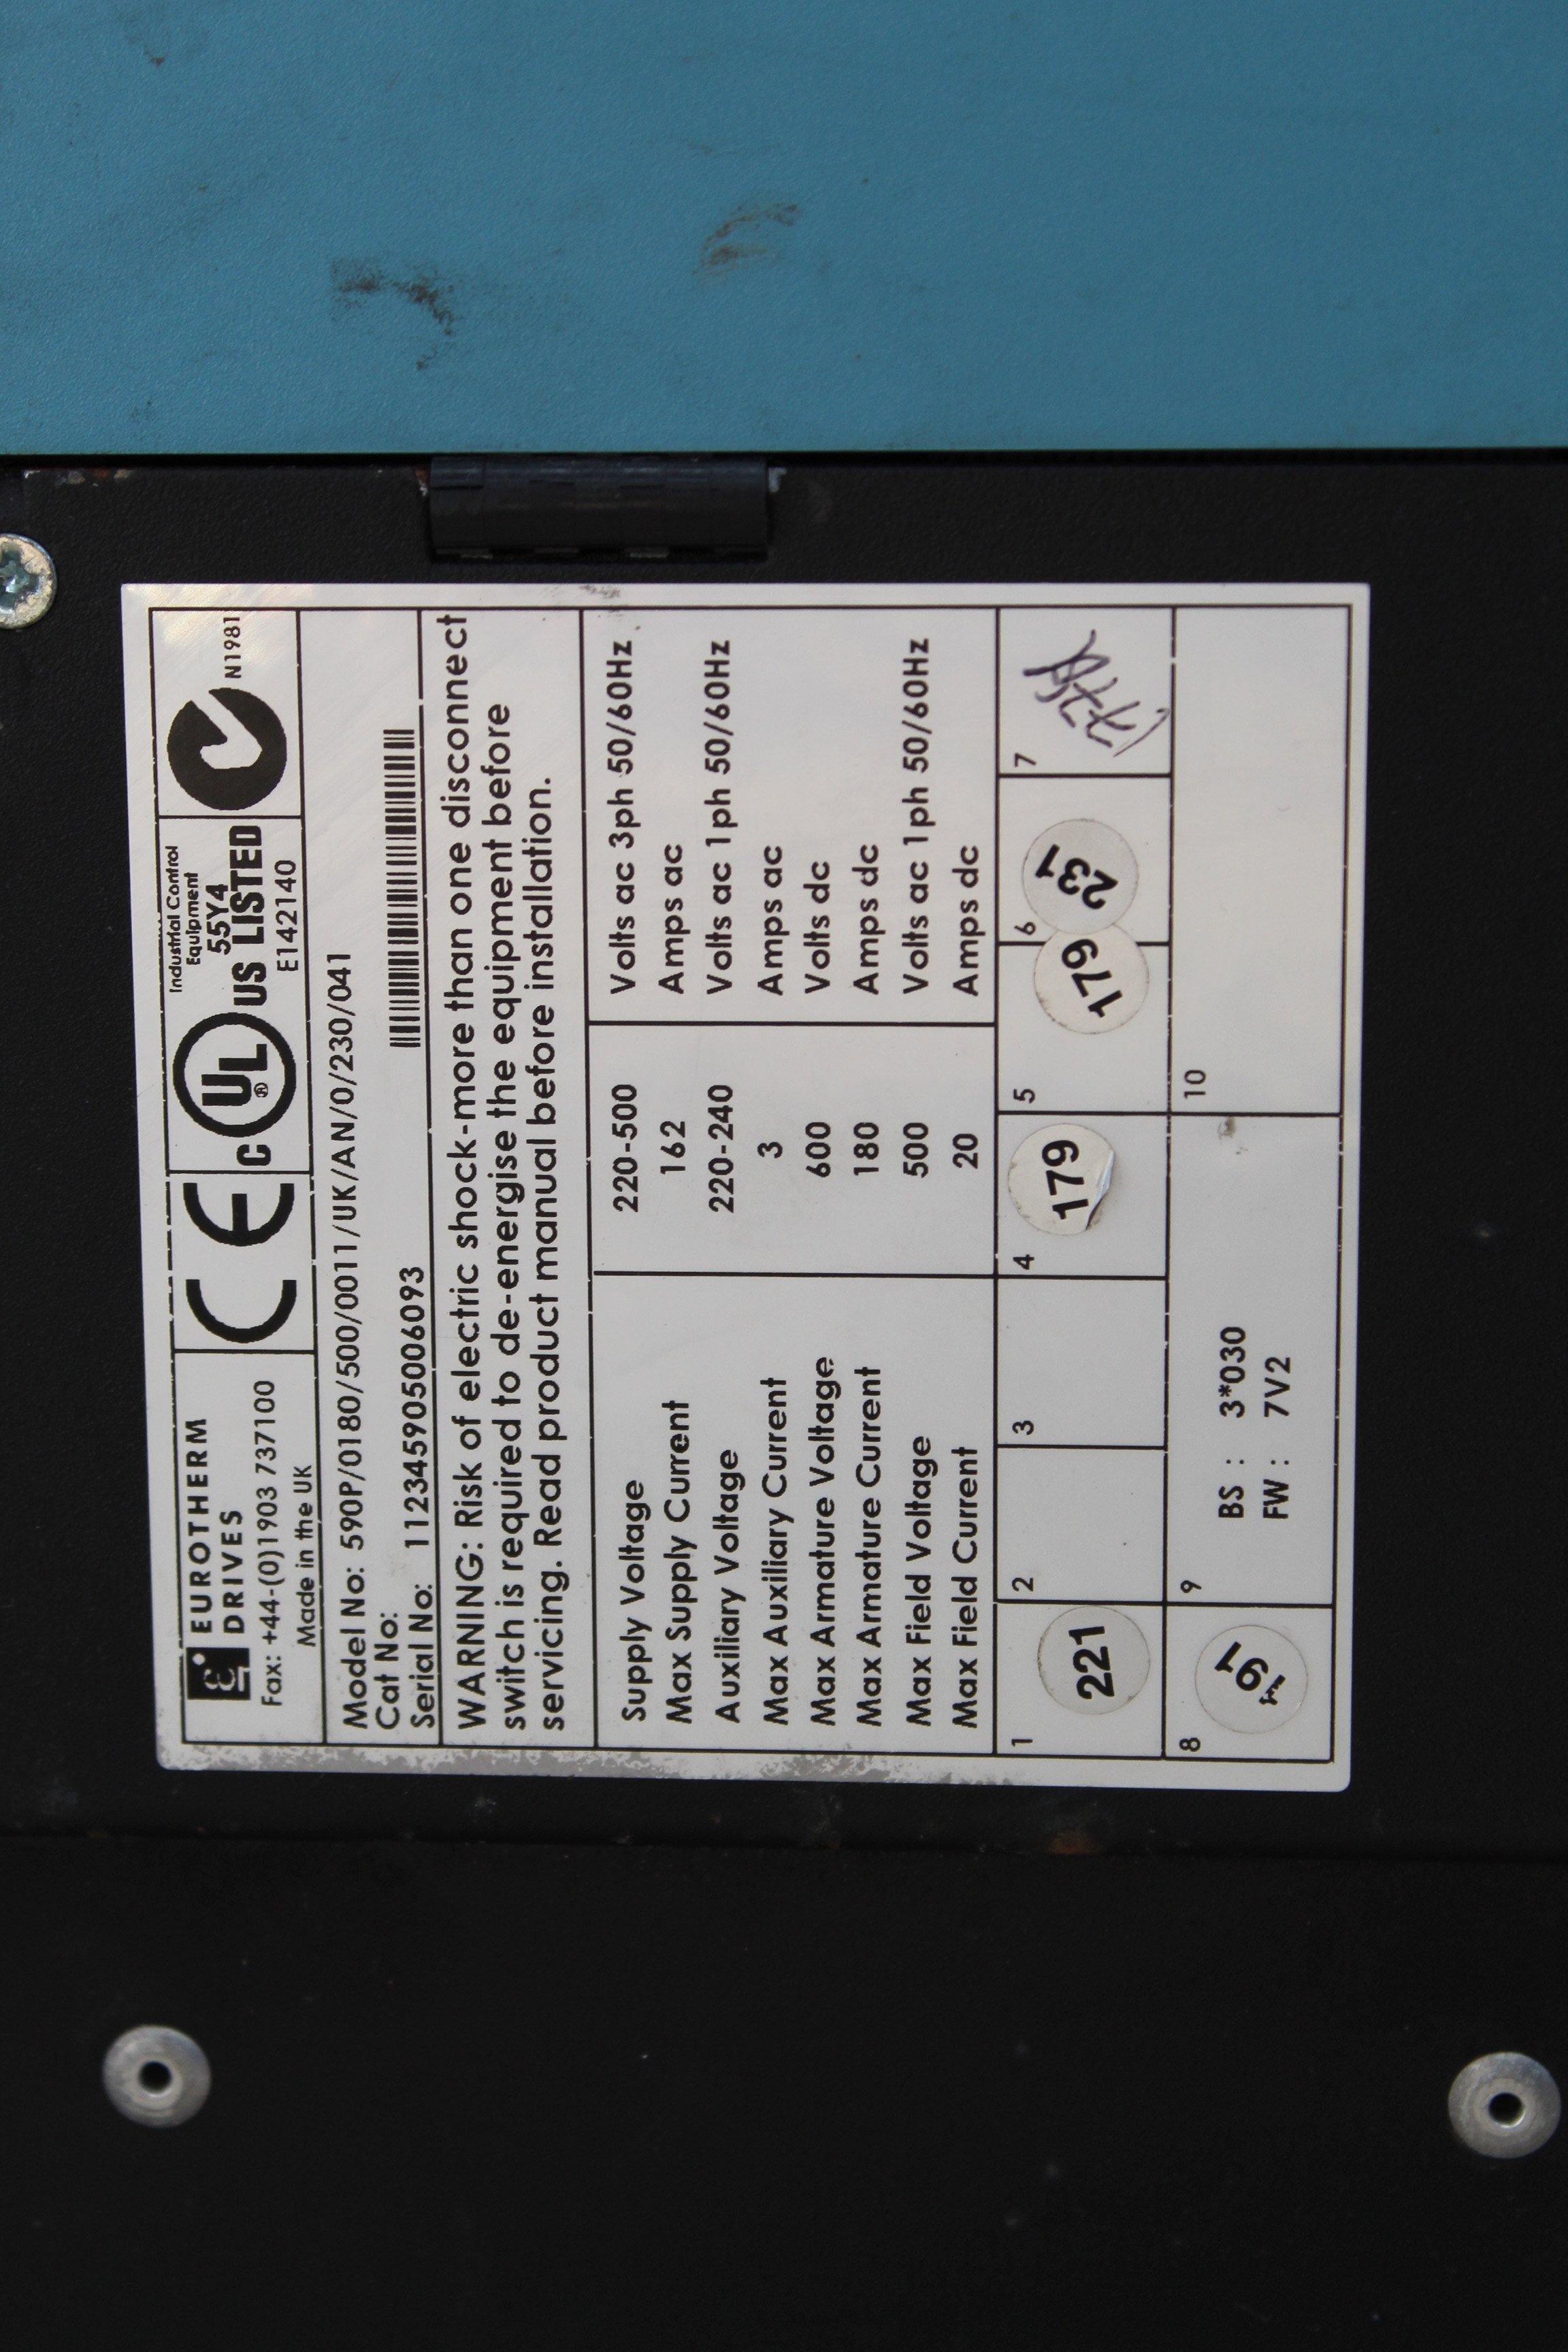 EUROTHERM
DRIVES
Fax: +44-(0)1903 737100
Made in the UK
CE
C UL ® US LISTED
Industrial Control
Equipment
55Y4
E142140
N1981
Model No: 590P/0180/500/0011/UK/AN/0/230/041
Cat No:
Serial No: 112345905006093
WARNING: Risk of electric shock-more than one disconnect
switch is required to de-energise the equipment before
servicing. Read product manual before installation.
Supply Voltage 220-500 Volts ac 3ph 50/60Hz
Max Supply Current 162 Amps ac
Auxiliary Voltage 220-240 Volts ac 1ph 50/60Hz
Max Auxiliary Current 3 Amps ac
Max Armature Voltage 600 Volts dc
Max Armature Current 180 Amps dc
Max Field Voltage 500 Volts ac 1ph 50/60Hz
Max Field Current 20 Amps dc
1 221
2
3
4 179
5 179
6 231
7
8 191
9 BS : 3*030
FW : 7V2
10